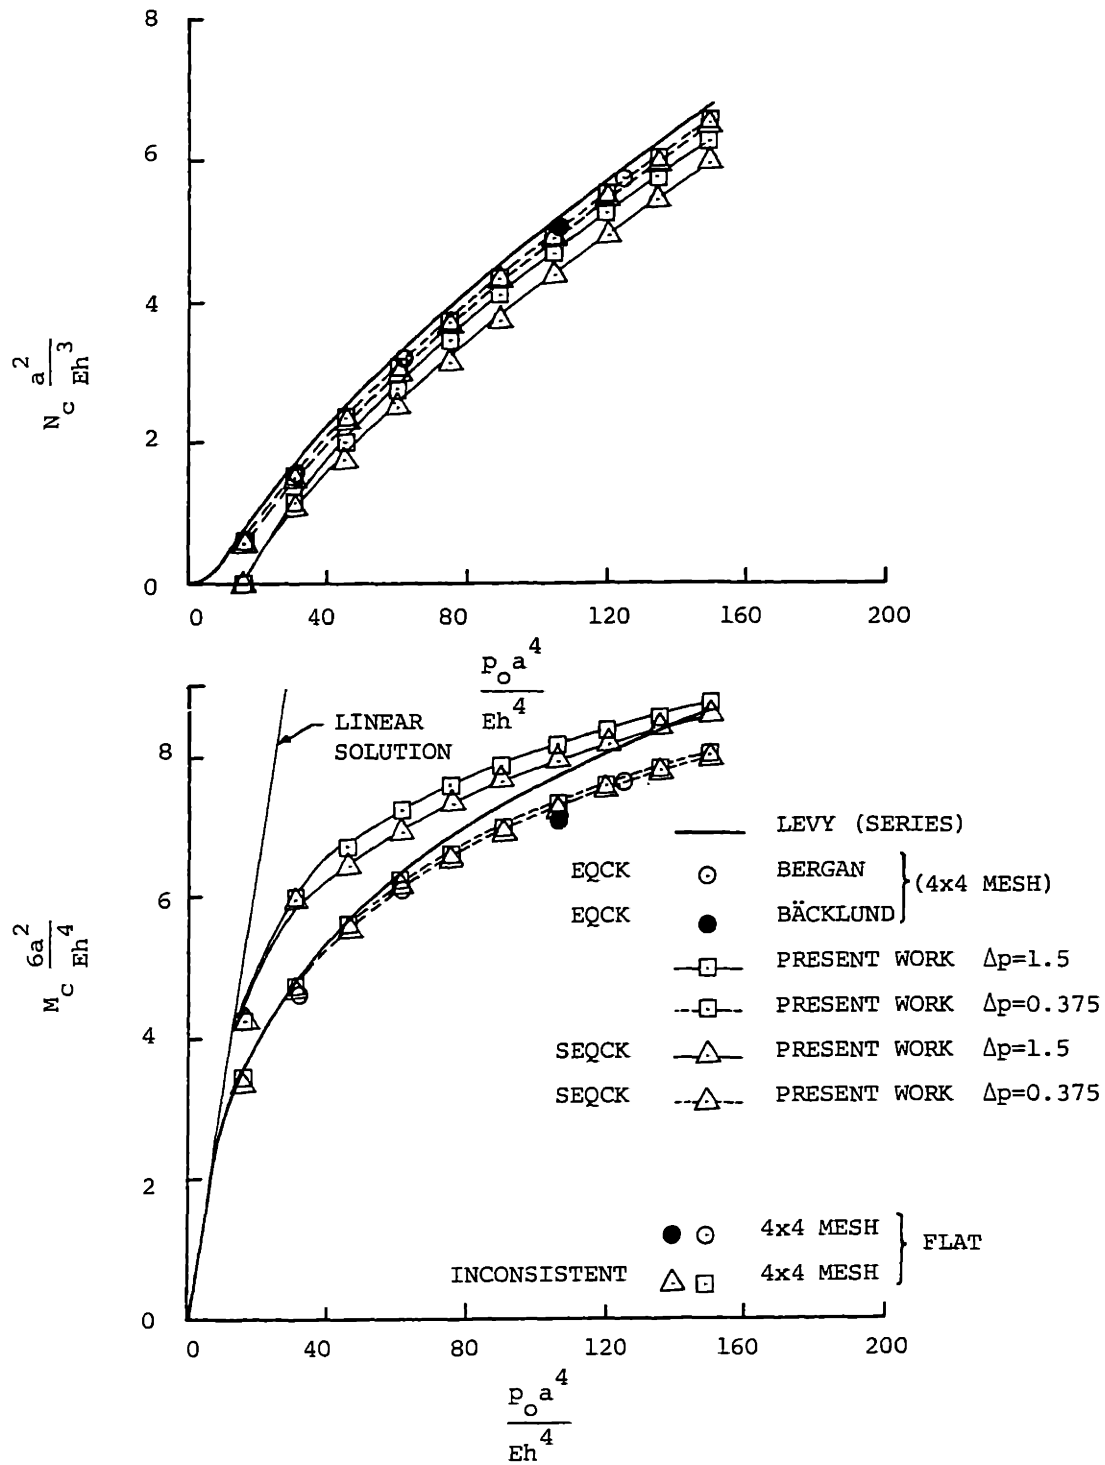 8
6
4
2
0
N_c a^2/Eh^3
0 40 80 120 160 200
p_o a^4/Eh^4
LINEAR
SOLUTION
8
6
4
2
0
M_c 6a^2/Eh^4
LEVY (SERIES)
EQCK BERGAN
(4x4 MESH)
EQCK BÄCKLUND
PRESENT WORK Δp=1.5
PRESENT WORK Δp=0.375
SEQCK PRESENT WORK Δp=1.5
SEQCK PRESENT WORK Δp=0.375
4x4 MESH
FLAT
INCONSISTENT 4x4 MESH
0 40 80 120 160 200
p_o a^4/Eh^4